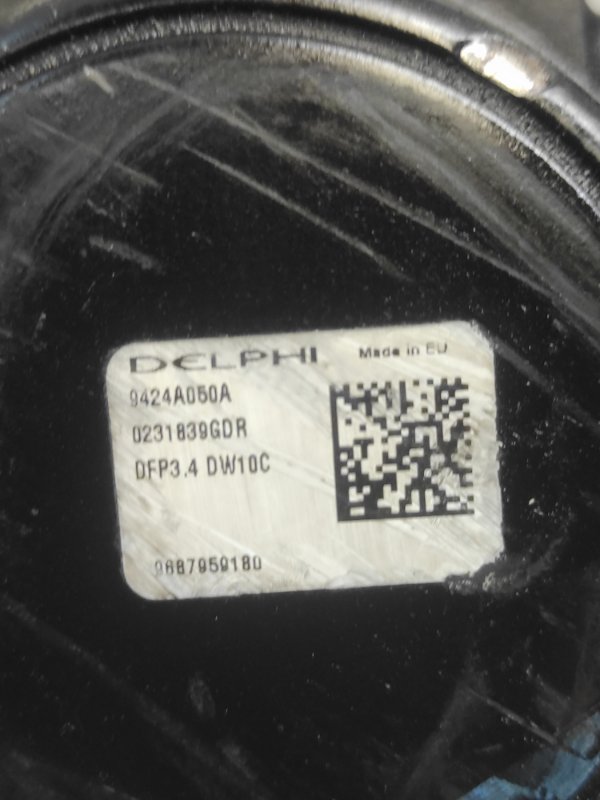 DELPHI Made in EU
9424A050A
0231839GDR
DFP3.4 DW10C
9687959180